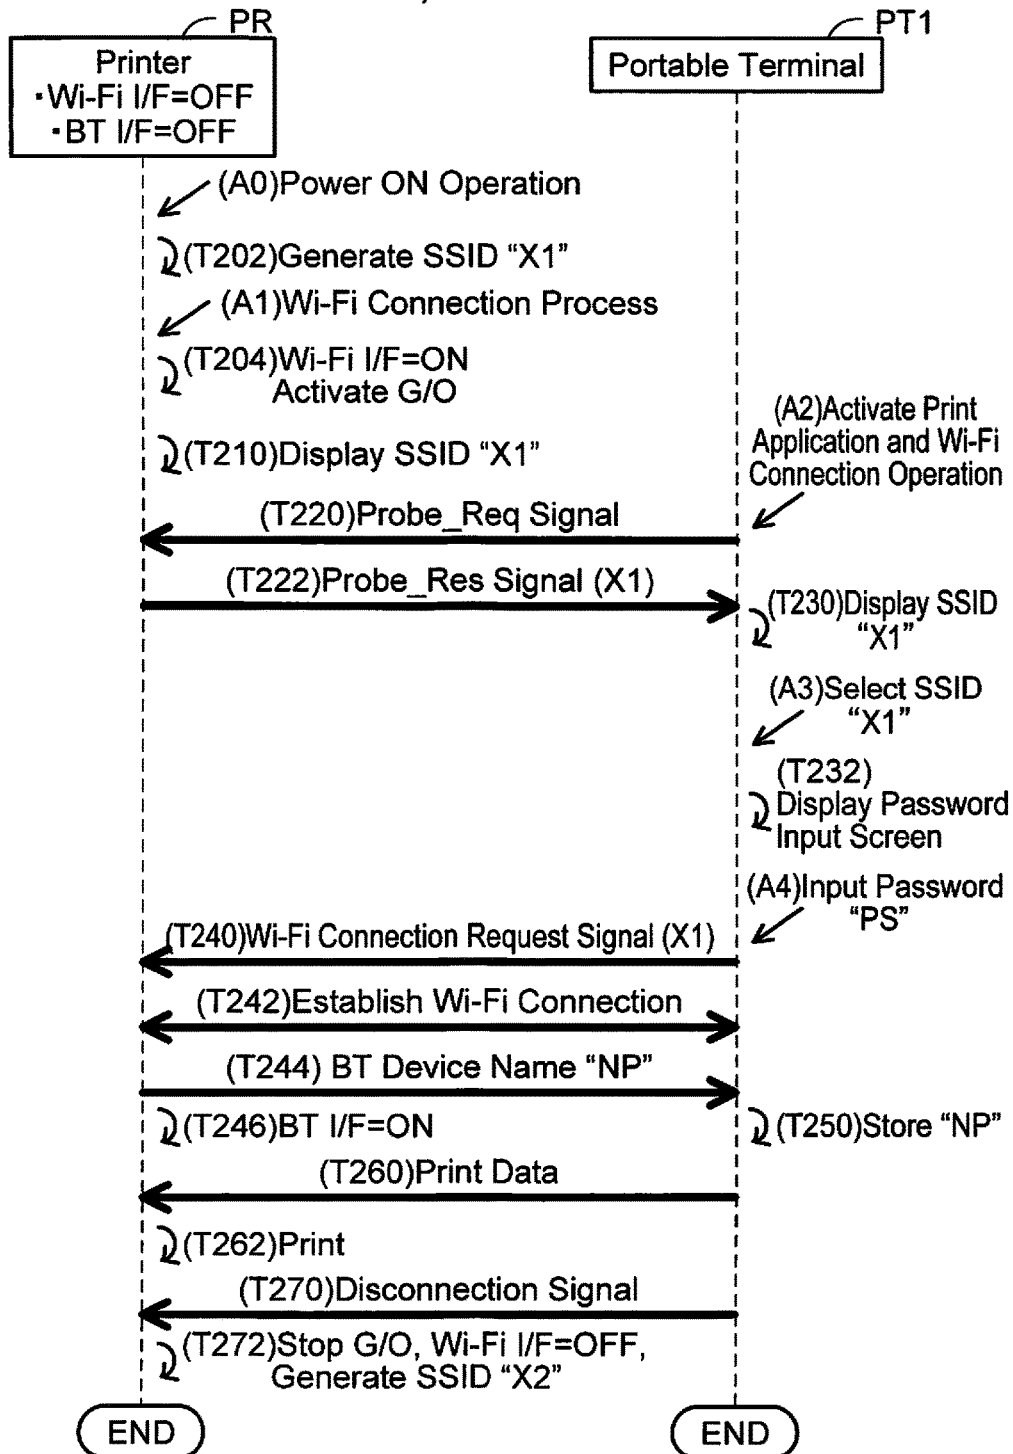 PR
PT1
Printer
・Wi-Fi I/F=OFF
・BT I/F=OFF
Portable Terminal
(A0)Power ON Operation
(T202)Generate SSID “X1”
(A1)Wi-Fi Connection Process
(T204)Wi-Fi I/F=ON
Activate G/O
(A2)Activate Print
Application and Wi-Fi
Connection Operation
(T210)Display SSID “X1”
(T220)Probe_Req Signal
(T222)Probe_Res Signal (X1)
(T230)Display SSID
“X1”
(A3)Select SSID
“X1”
(T232)
Display Password
Input Screen
(A4)Input Password
“PS”
(T240)Wi-Fi Connection Request Signal (X1)
(T242)Establish Wi-Fi Connection
(T244) BT Device Name “NP”
(T246)BT I/F=ON
(T250)Store “NP”
(T260)Print Data
(T262)Print
(T270)Disconnection Signal
(T272)Stop G/O, Wi-Fi I/F=OFF,
Generate SSID “X2”
END
END